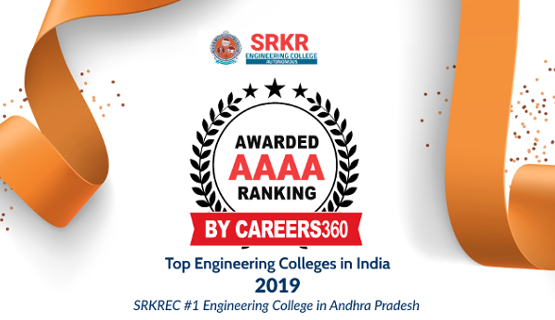 SRKR
ENGINEERING COLLEGE
AUTONOMOUS
AWARDED
AAAA
RANKING
BY CAREERS360
Top Engineering Colleges in India
2019
SRKREC #1 Engineering College in Andhra Pradesh